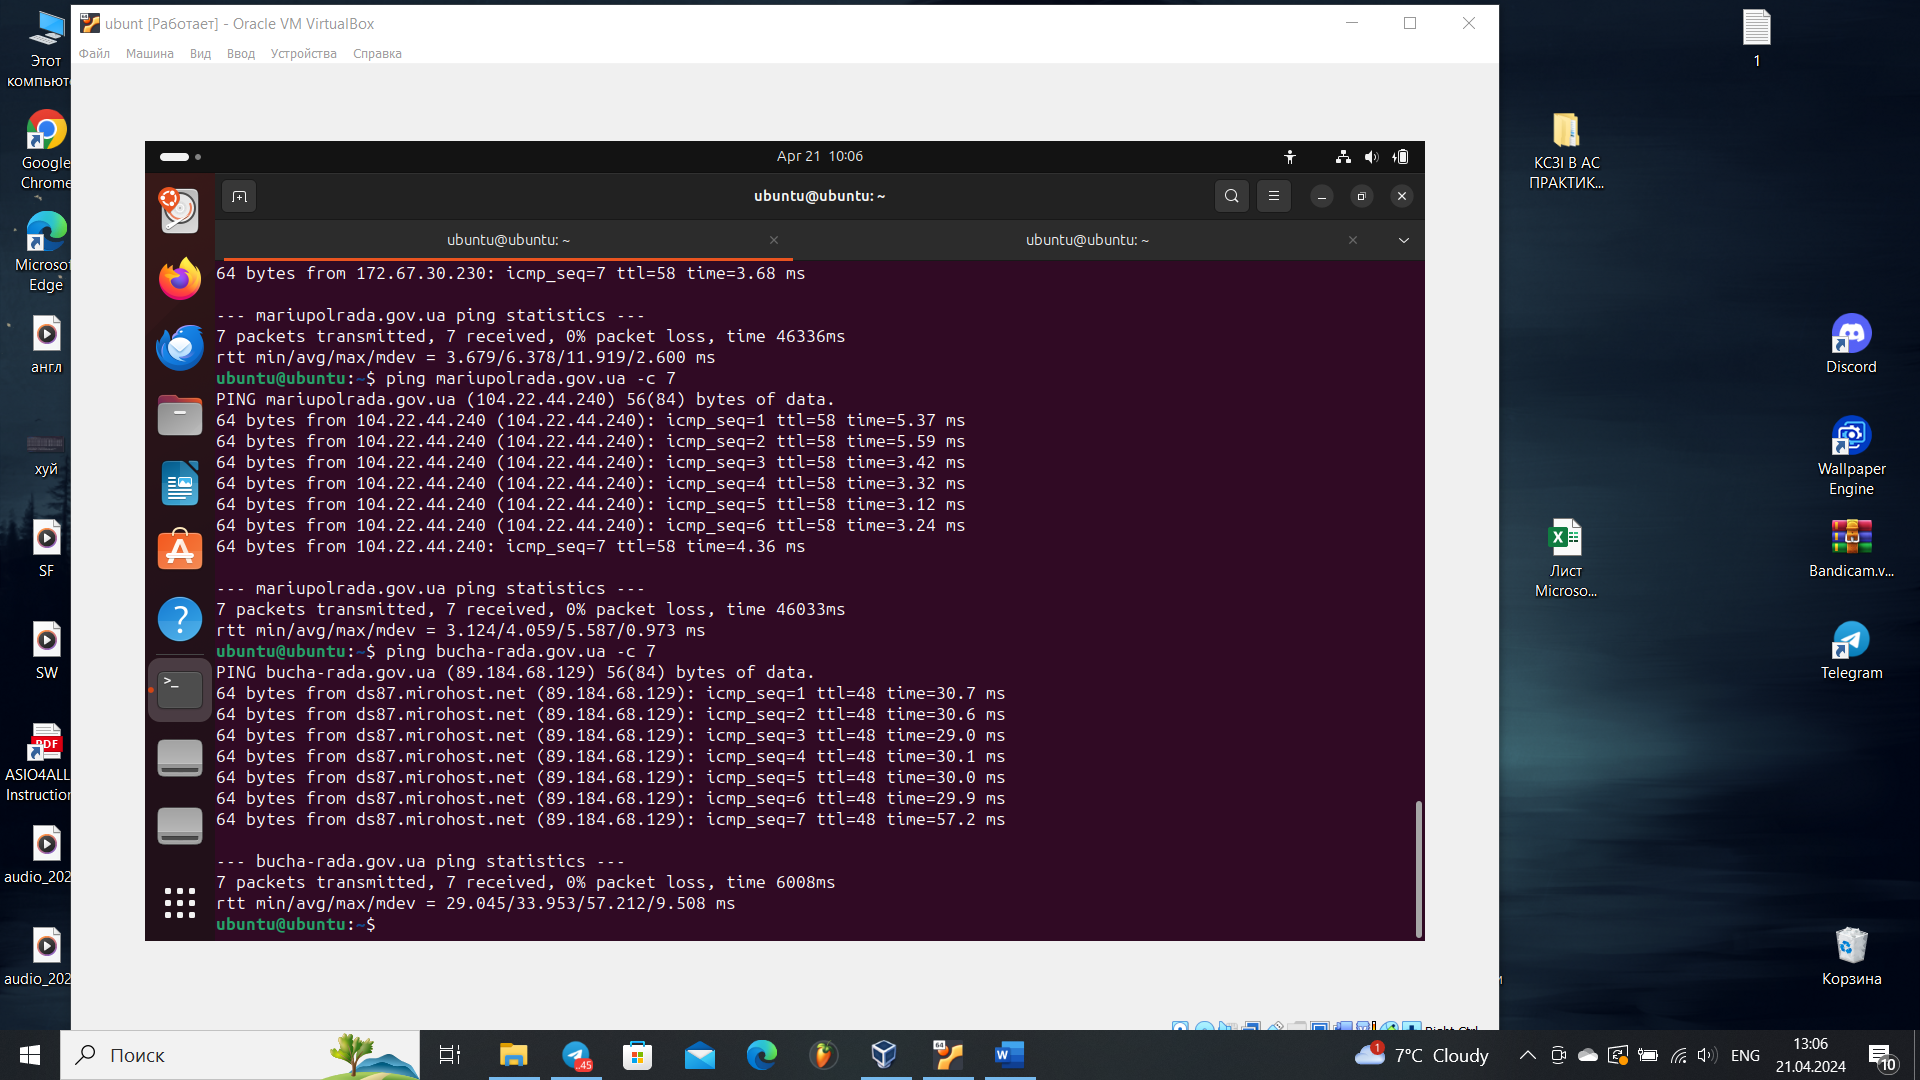 ubunt [Работает] - Oracle VM VirtualBox
Файл Машина Вид Ввод Устройства Справка
Apr 21 10:06
ubuntu@ubuntu: ~
ubuntu@ubuntu: ~
ubuntu@ubuntu: ~
64 bytes from 172.67.30.230: icmp_seq=7 ttl=58 time=3.68 ms
--- mariupolrada.gov.ua ping statistics ---
7 packets transmitted, 7 received, 0% packet loss, time 46336ms
rtt min/avg/max/mdev = 3.679/6.378/11.919/2.600 ms
ubuntu@ubuntu:~$ ping mariupolrada.gov.ua -c 7
PING mariupolrada.gov.ua (104.22.44.240) 56(84) bytes of data.
64 bytes from 104.22.44.240 (104.22.44.240): icmp_seq=1 ttl=58 time=5.37 ms
64 bytes from 104.22.44.240 (104.22.44.240): icmp_seq=2 ttl=58 time=5.59 ms
64 bytes from 104.22.44.240 (104.22.44.240): icmp_seq=3 ttl=58 time=3.42 ms
64 bytes from 104.22.44.240 (104.22.44.240): icmp_seq=4 ttl=58 time=3.32 ms
64 bytes from 104.22.44.240 (104.22.44.240): icmp_seq=5 ttl=58 time=3.12 ms
64 bytes from 104.22.44.240 (104.22.44.240): icmp_seq=6 ttl=58 time=3.24 ms
64 bytes from 104.22.44.240: icmp_seq=7 ttl=58 time=4.36 ms
--- mariupolrada.gov.ua ping statistics ---
7 packets transmitted, 7 received, 0% packet loss, time 46033ms
rtt min/avg/max/mdev = 3.124/4.059/5.587/0.973 ms
ubuntu@ubuntu:~$ ping bucha-rada.gov.ua -c 7
PING bucha-rada.gov.ua (89.184.68.129) 56(84) bytes of data.
64 bytes from ds87.mirohost.net (89.184.68.129): icmp_seq=1 ttl=48 time=30.7 ms
64 bytes from ds87.mirohost.net (89.184.68.129): icmp_seq=2 ttl=48 time=30.6 ms
64 bytes from ds87.mirohost.net (89.184.68.129): icmp_seq=3 ttl=48 time=29.0 ms
64 bytes from ds87.mirohost.net (89.184.68.129): icmp_seq=4 ttl=48 time=30.1 ms
64 bytes from ds87.mirohost.net (89.184.68.129): icmp_seq=5 ttl=48 time=30.0 ms
64 bytes from ds87.mirohost.net (89.184.68.129): icmp_seq=6 ttl=48 time=29.9 ms
64 bytes from ds87.mirohost.net (89.184.68.129): icmp_seq=7 ttl=48 time=57.2 ms
--- bucha-rada.gov.ua ping statistics ---
7 packets transmitted, 7 received, 0% packet loss, time 6008ms
rtt min/avg/max/mdev = 29.045/33.953/57.212/9.508 ms
ubuntu@ubuntu:~$
Этот
компьют
Google
Chrome
Microsof
Edge
англ
хуй
SF
SW
PDF
ASIO4ALL
Instruction
audio_202
audio_202
1
КСЗІ В АС
ПРАКТИК...
Discord
Wallpaper
Engine
Лист
Microso...
Bandicam.v...
Telegram
Корзина
Поиск
..45
64
1
7°C Cloudy
ENG
13:06
21.04.2024
10